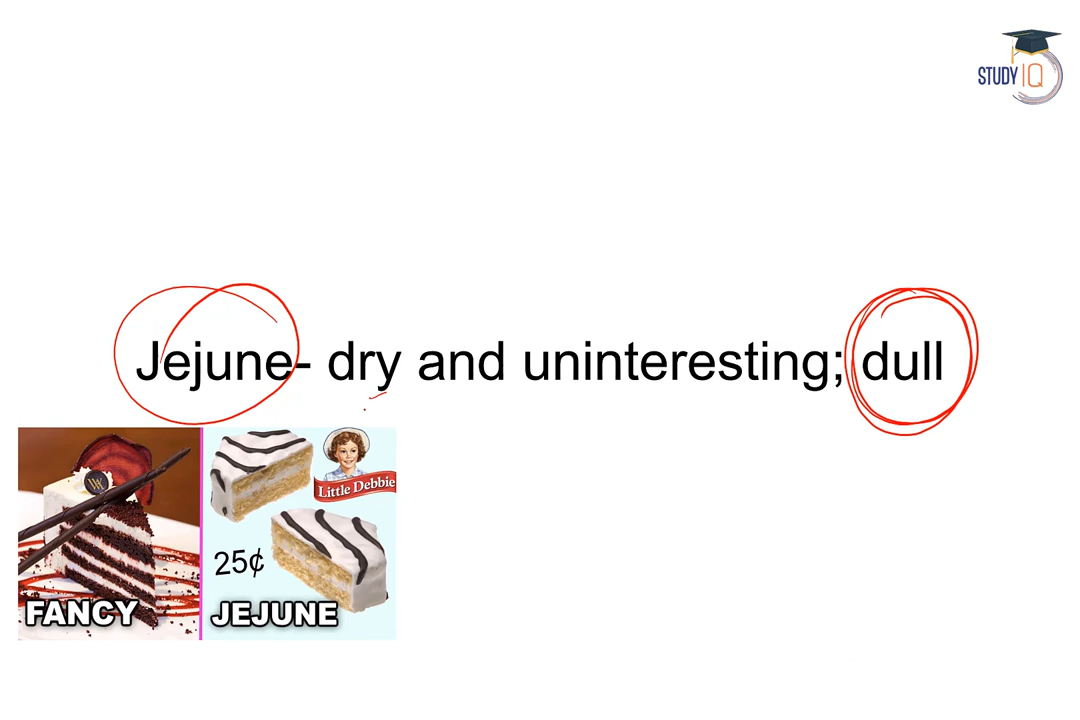 STUDY IQ
Jejune- dry and uninteresting; dull
Little Debbie
25¢
FANCY
JEJUNE